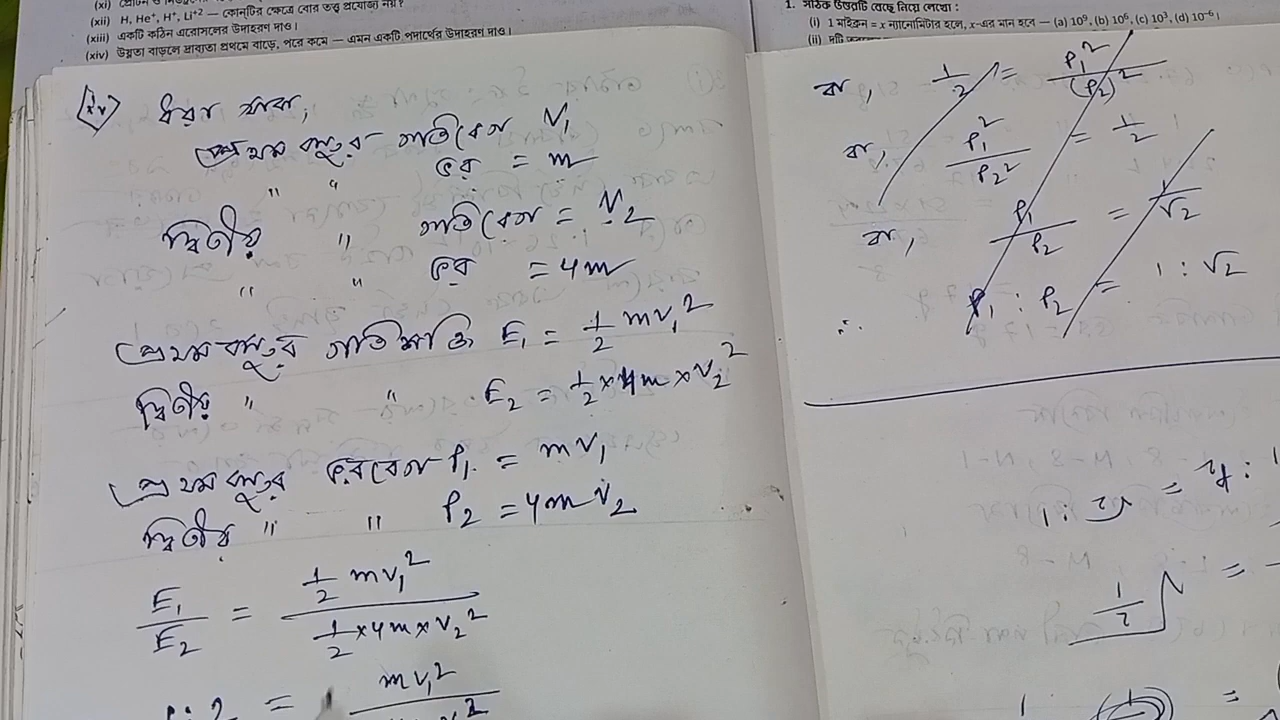 (xii) H, He⁺, H⁺, Li⁺² — কোনটির ক্ষেত্রে বোর তত্ত্ব প্রযোজ্য নয়?
(xiii) একটি কঠিন এরোসলের উদাহরণ দাও।
(xiv) উষ্ণতা বাড়লে দ্রাব্যতা প্রথমে বাড়ে, পরে কমে — এমন একটি পদার্থের উদাহরণ দাও।
1. সঠিক উত্তরটি বেছে নিয়ে লেখো :
(i) 1 মাইক্রন = x ন্যানোমিটার হলে, x-এর মান হবে – (a) 10⁹, (b) 10⁶, (c) 10³, (d) 10⁻⁶।
(ii)
ধরা যাক,
প্রথম বস্তুর গতিবেগ V₁
" " ভর = m
দ্বিতীয় " গতিবেগ = V₂
" " ভর = 4m
প্রথম বস্তুর গতিশক্তি E₁ = 1/2 mv₁²
দ্বিতীয় " " E₂ = 1/2 × 4m × v₂²
প্রথম বস্তুর ভরবেগ P₁ = mv₁
দ্বিতীয় " " P₂ = 4mv₂
E₁/E₂ = 1/2 mv₁² / 1/2 × 4m × v₂²
= mv₁²
বা, 1/2 = P₁²/(P₂)²
বা, P₁²/P₂² = 1/2
বা, P₁/P₂ = 1/√2
∴ P₁ : P₂ = 1 : √2